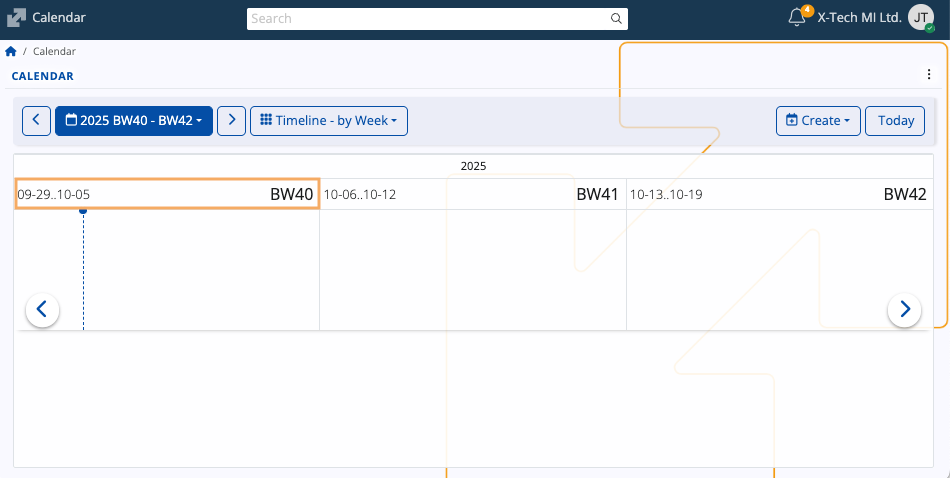 Calendar
Search
4
X-Tech MI Ltd.
JT
/ Calendar
CALENDAR
2025 BW40 - BW42
Timeline - by Week
Create
Today
2025
09-29..10-05 BW40
10-06..10-12 BW41
10-13..10-19 BW42